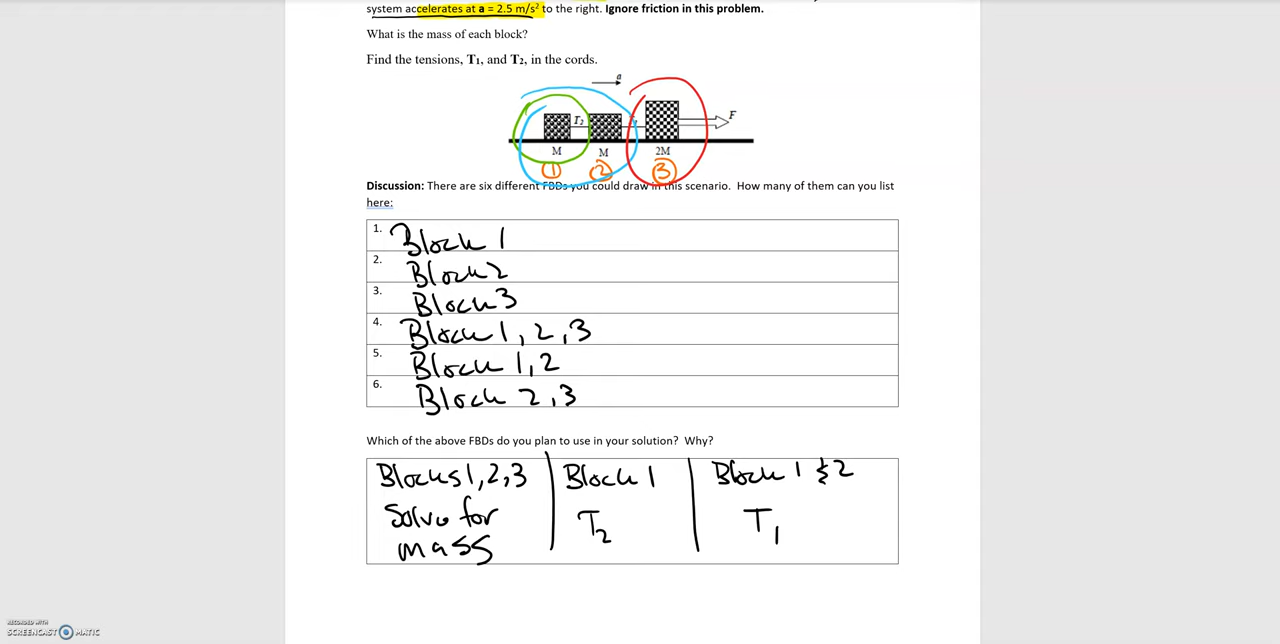 system accelerates at a = 2.5 m/s² to the right. Ignore friction in this problem.
What is the mass of each block?
Find the tensions, T1, and T2, in the cords.
a
T2
F
M M 2M
1 2 3
Discussion: There are six different FBDs you could draw in this scenario. How many of them can you list
here:
1. Block 1
2. Block 2
3. Block 3
4. Block 1, 2, 3
5. Block 1, 2
6. Block 2, 3
Which of the above FBDs do you plan to use in your solution? Why?
Blocks 1, 2, 3 Block 1 Block 1 & 2
Solve for T2 T1
mass
RECORDED WITH
SCREENCAST MATIC